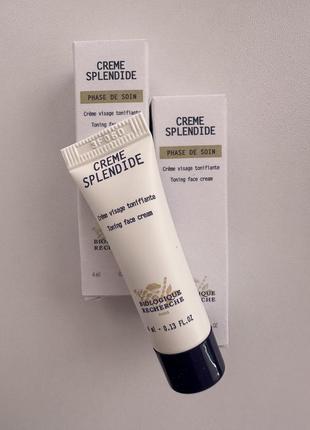 CREME
SPLENDIDE
PHASE DE SOIN
Crème visage tonifiante
Toning face cream
4 ml
CREME
SPLENDIDE
PHASE DE SOIN
Crème visage tonifiante
Toning face cream
CREME
SPLENDIDE
Crème visage tonifiante
Toning face cream
BIOLOGIQUE
RECHERCHE
PARIS
ml - 0.13 FL.OZ